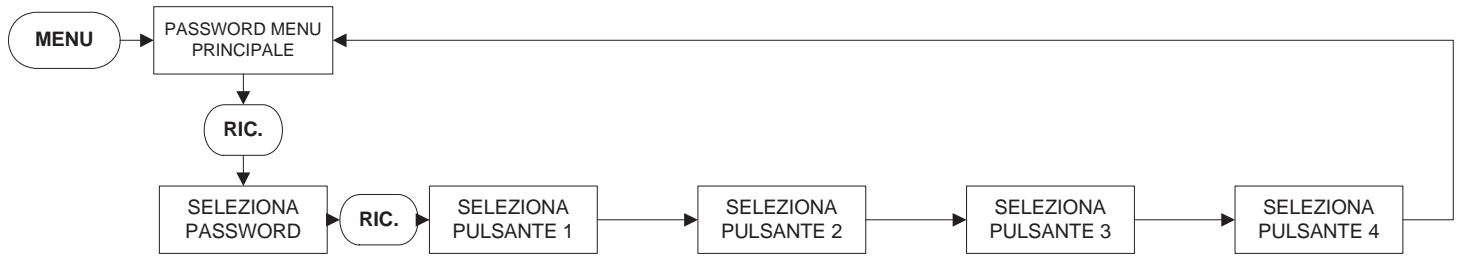 MENU
PASSWORD MENU
PRINCIPALE
RIC.
SELEZIONA
PASSWORD
RIC.
SELEZIONA
PULSANTE 1
SELEZIONA
PULSANTE 2
SELEZIONA
PULSANTE 3
SELEZIONA
PULSANTE 4